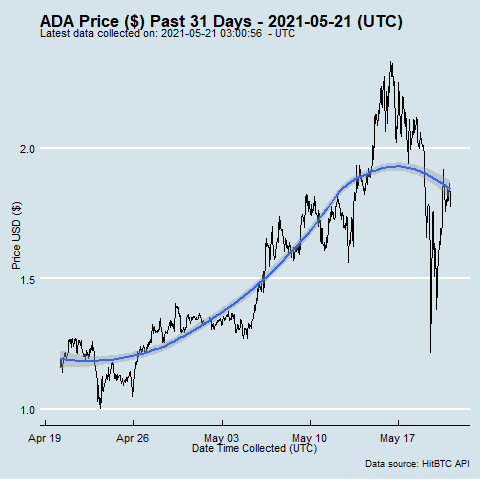 ADA Price ($) Past 31 Days - 2021-05-21 (UTC)
Latest data collected on: 2021-05-21 03:00:56 - UTC
Price USD ($)
2.0
1.5
1.0
Apr 19 Apr 26 May 03 May 10 May 17
Date Time Collected (UTC)
Data source: HitBTC API